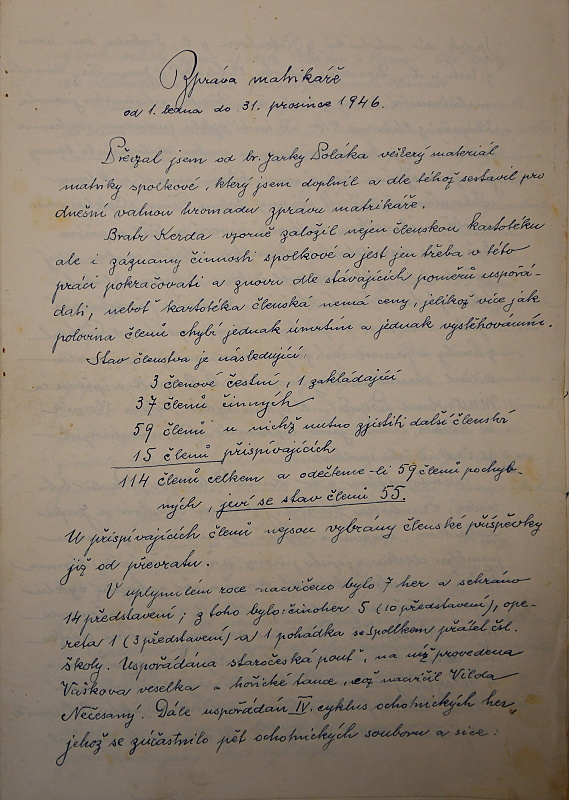 Zpráva matrikáře
od 1. ledna do 31. prosince 1946.
Převzal jsem od br. Jarky Poláka veškerý materiál
matriky spolkové, který jsem doplnil a dle téhož sestavil pro
dnešní valnou hromadu zprávu matrikáře.
Bratr Kerda vzorně založil nejen členskou kartotéku
ale i záznamy činnosti spolkové a jest jen třeba v této
práci pokračovati a znovu dle stávajících poměrů uspořá-
dati, neboť kartotéka členská nemá ceny, jelikož více jak
polovina členů chybí jednak úmrtím a jednak vystěhováním.
Stav členstva je následující:
3 členové čestní, 1 zakládající
37 členů činných
59 členů u nichž nutno zjistiti další členství
15 členů přispívajících
114 členů celkem a odečteme-li 59 členů pochyb-
ných, jeví se stav členů 55.
U přispívajících členů nejsou vybrány členské příspěvky
již od převratu.
V uplynulém roce nacvičeno bylo 7 her a sehráno
14 představení; z toho bylo: činoher 5 (10 představení), ope-
reta 1 (3 představení) a 1 pohádka se Spolkem přátel čsl.
školy. Uspořádána staročeská pouť, na níž provedena
Vaškova veselka a hořické tance, což nacvičil Vilda
Nečesaný. Dále uspořádán IV. cyklus ochotnických her,
jehož se zúčastnilo pět ochotnických souborů a sice: